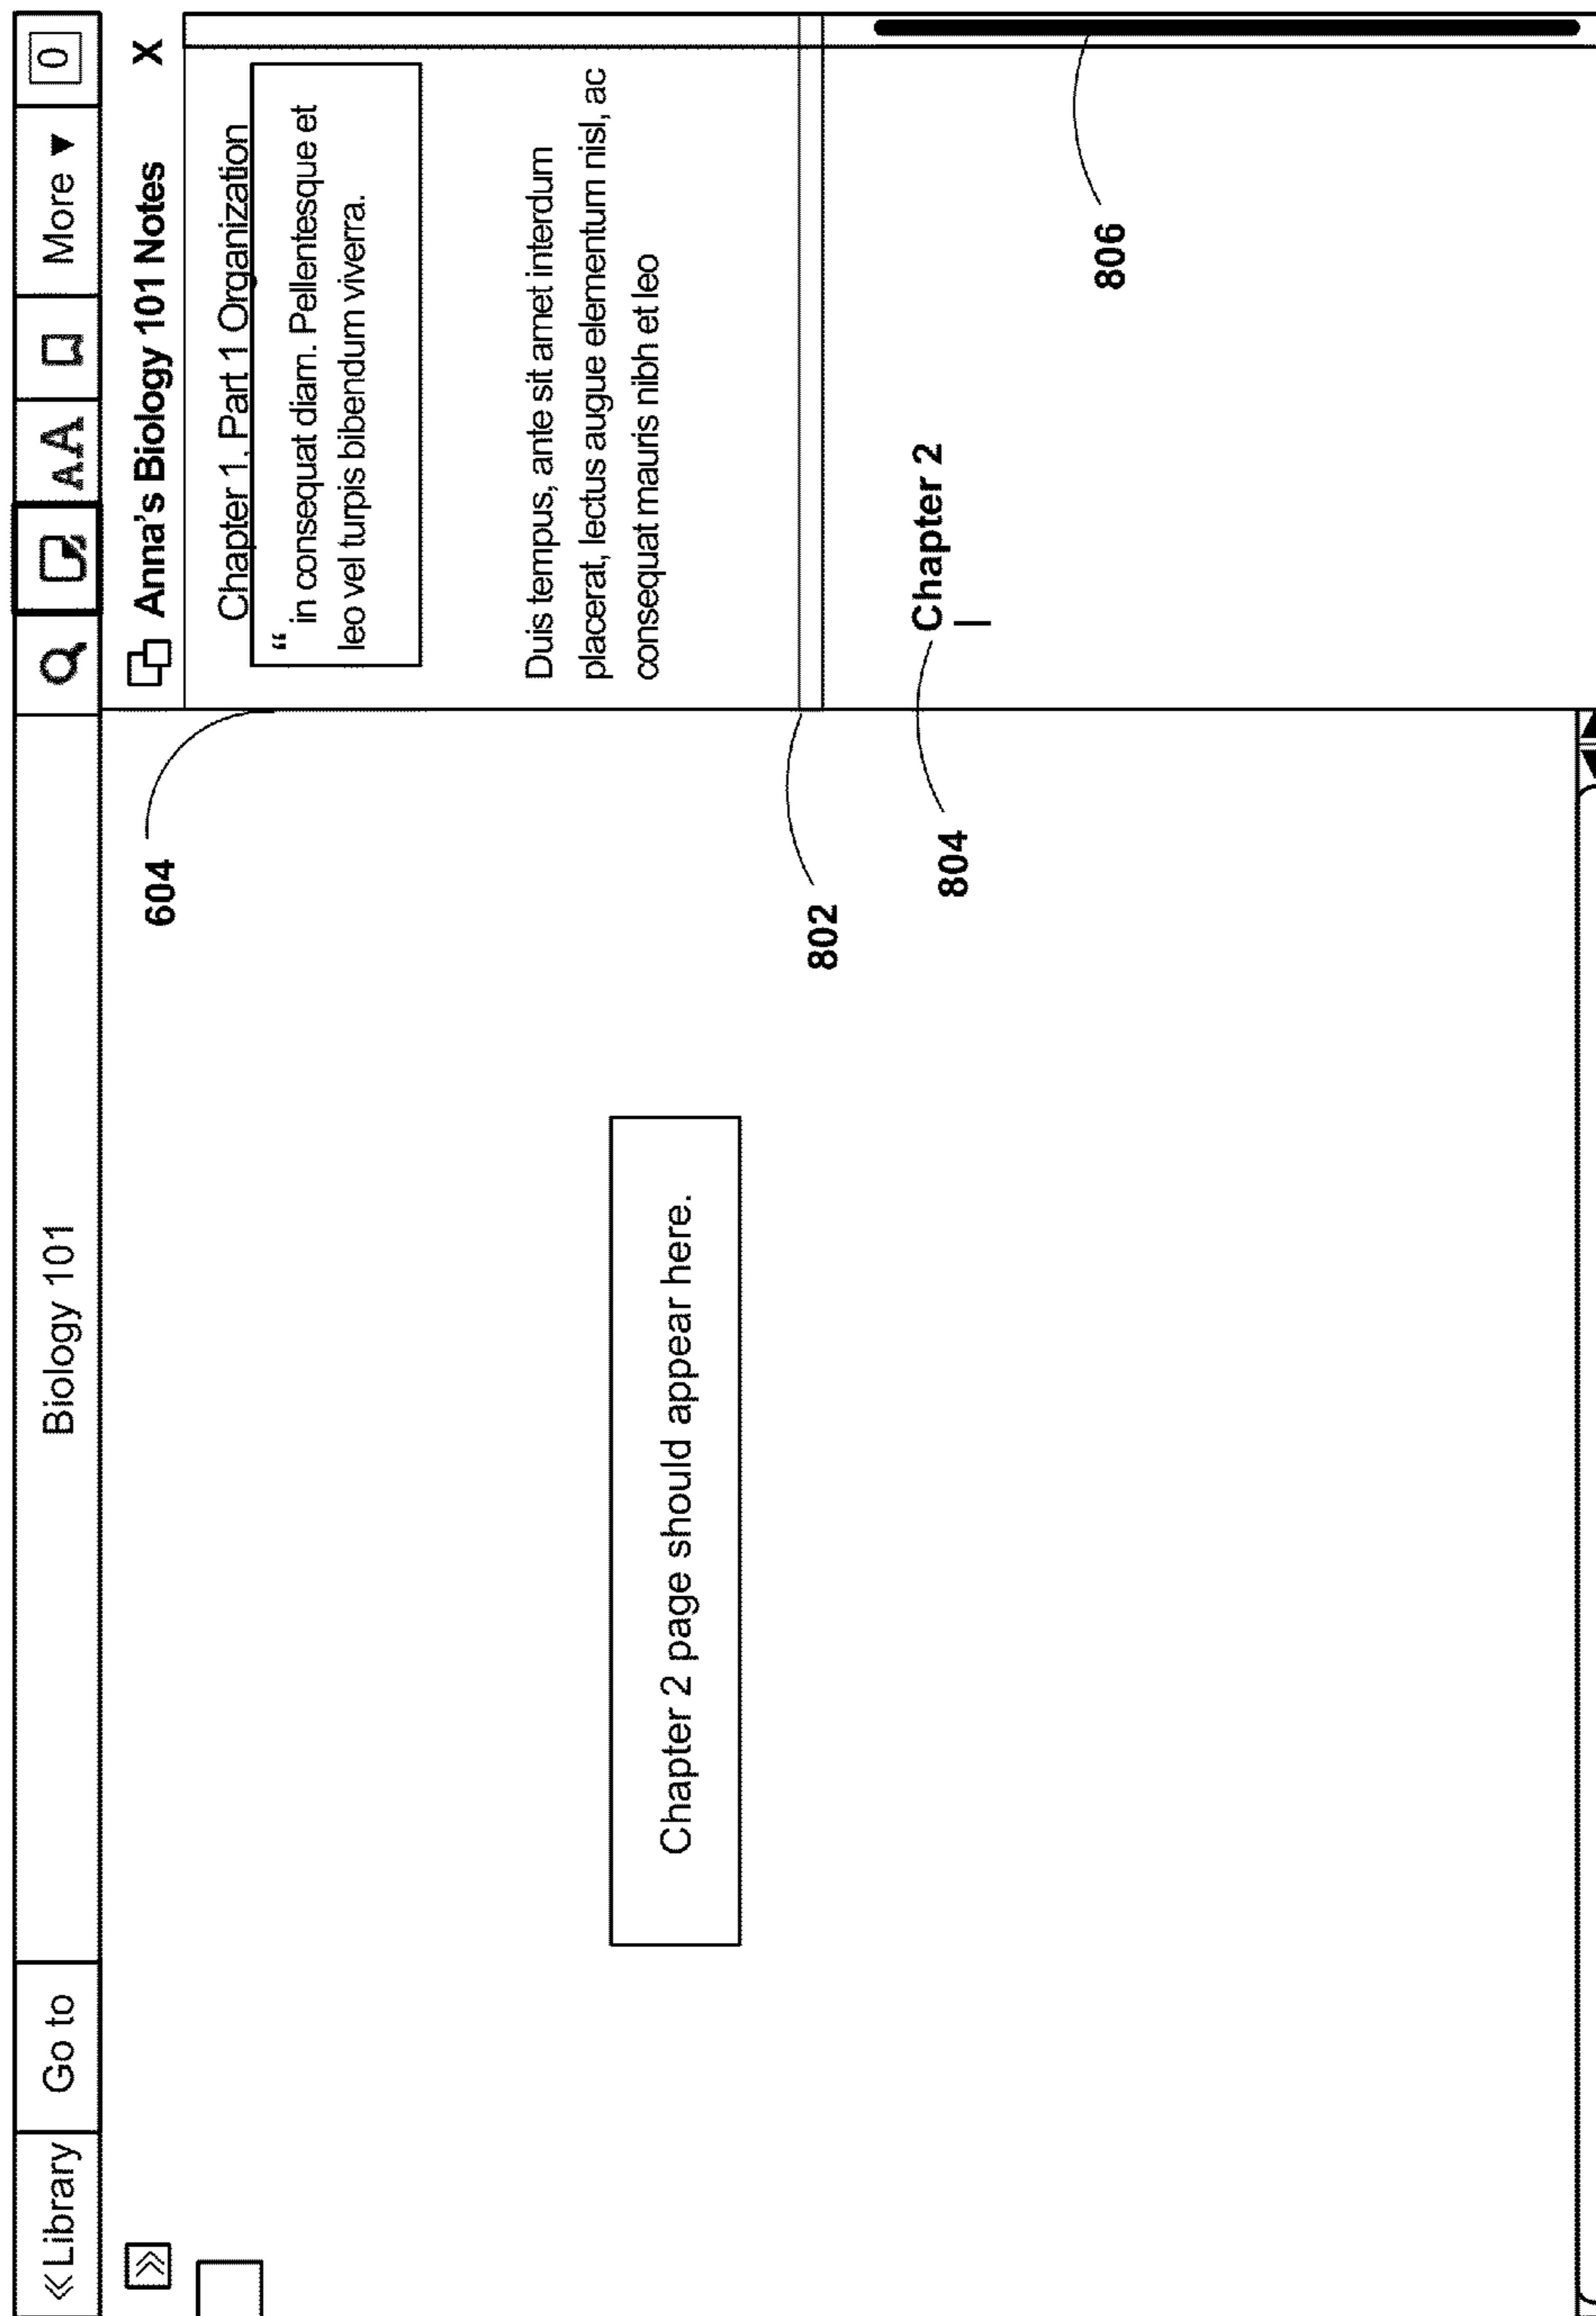 «Library Go to Biology 101 AA More ▼ 0
» Anna's Biology 101 Notes X
604
Chapter 1, Part 1 Organization
“
in consequat diam. Pellentesque et
leo vel turpis bibendum viverra.
Duis tempus, ante sit amet interdum
placerat, lectus augue elementum nisl, ac
consequat mauris nibh et leo
Chapter 2 page should appear here.
802
Chapter 2
804
806